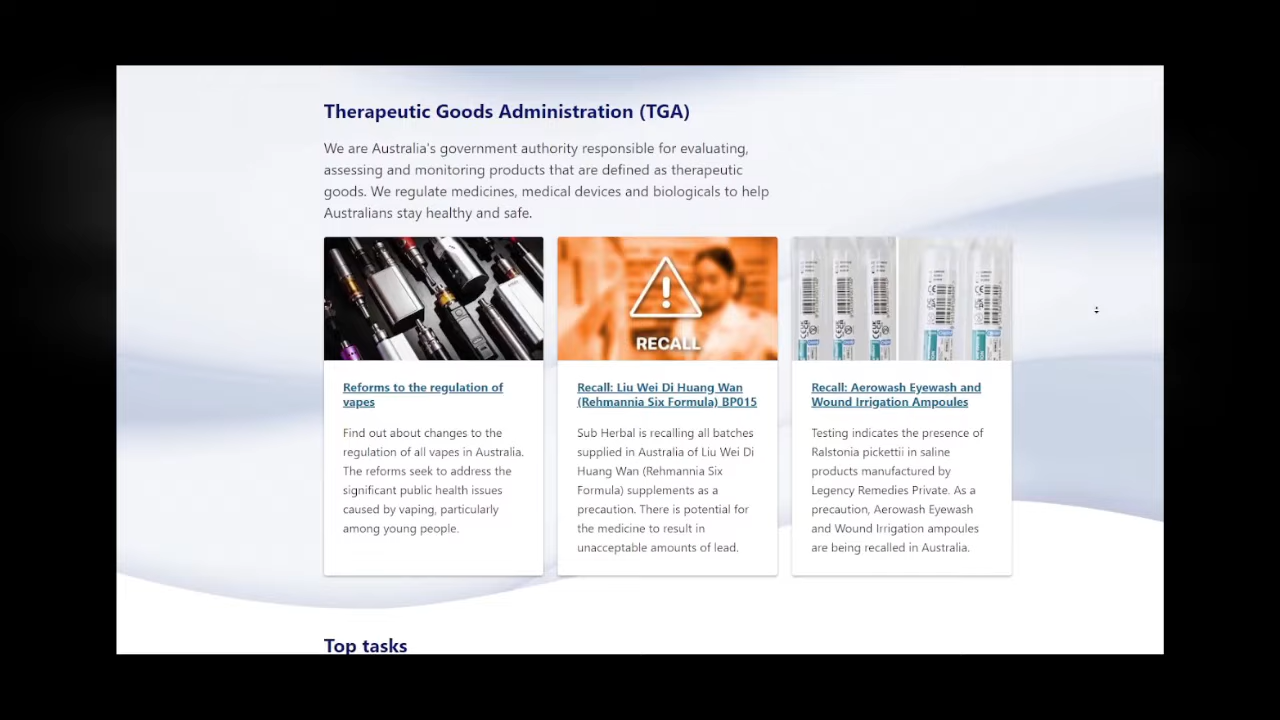 Therapeutic Goods Administration (TGA)
We are Australia's government authority responsible for evaluating,
assessing and monitoring products that are defined as therapeutic
goods. We regulate medicines, medical devices and biologicals to help
Australians stay healthy and safe.
RECALL
Reforms to the regulation of
vapes
Find out about changes to the
regulation of all vapes in Australia.
The reforms seek to address the
significant public health issues
caused by vaping, particularly
among young people.
Recall: Liu Wei Di Huang Wan
(Rehmannia Six Formula) BP015
Sub Herbal is recalling all batches
supplied in Australia of Liu Wei Di
Huang Wan (Rehmannia Six
Formula) supplements as a
precaution. There is potential for
the medicine to result in
unacceptable amounts of lead.
Recall: Aerowash Eyewash and
Wound Irrigation Ampoules
Testing indicates the presence of
Ralstonia pickettii in saline
products manufactured by
Legency Remedies Private. As a
precaution, Aerowash Eyewash
and Wound Irrigation ampoules
are being recalled in Australia.
Top tasks